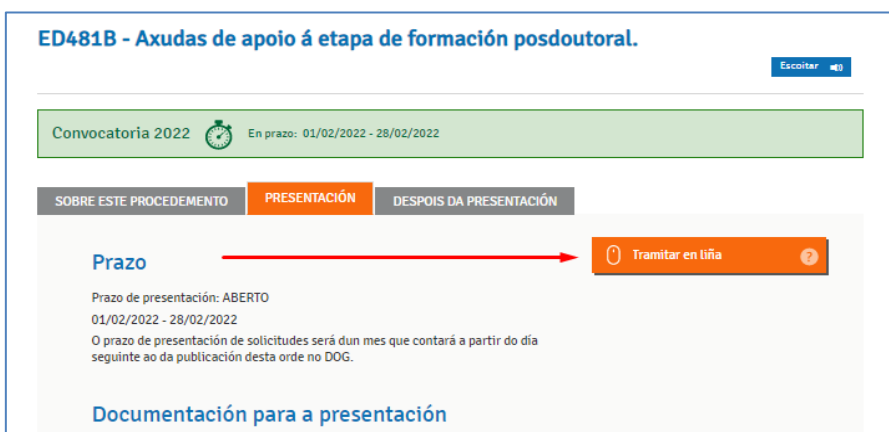 ED481B - Axudas de apoio á etapa de formación posdoutoral.
Escoitar
Convocatoria 2022 En prazo: 01/02/2022 - 28/02/2022
SOBRE ESTE PROCEDEMENTO PRESENTACIÓN DESPOIS DA PRESENTACIÓN
Prazo
Tramitar en liña ?
Prazo de presentación: ABERTO
01/02/2022 - 28/02/2022
O prazo de presentación de solicitudes será dun mes que contará a partir do día
seguinte ao da publicación desta orde no DOG.
Documentación para a presentación